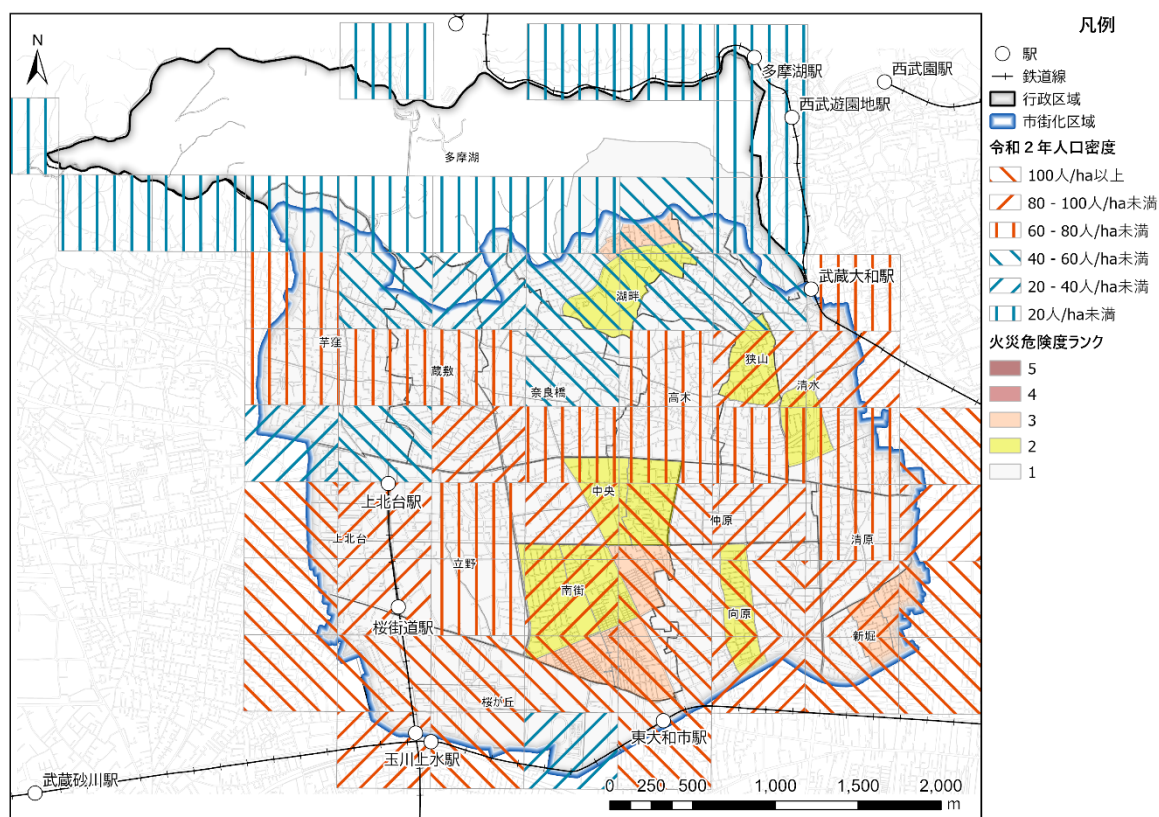 N
多摩湖駅
西武園駅
西武遊園地駅
多摩湖
武蔵大和駅
湖畔
芋窪
蔵敷
奈良橋
狭山
高木
清水
上北台駅
中央
仲原
上北台
立野
清原
南街
桜街道駅
向原
新堀
桜が丘
東大和市駅
玉川上水駅
武蔵砂川駅
0 250 500 1,000 1,500 2,000
m
凡例
駅
鉄道線
行政区域
市街化区域
令和2年人口密度
100人/ha以上
80 - 100人/ha未満
60 - 80人/ha未満
40 - 60人/ha未満
20 - 40人/ha未満
20人/ha未満
火災危険度ランク
5
4
3
2
1